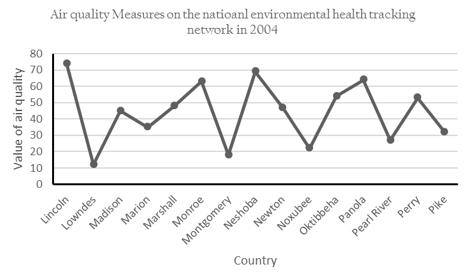 Air quality Measures on the natioanl environmental health tracking
network in 2004
Value of air quality
80
70
60
50
40
30
20
10
0
Lincoln
Lowndes
Madison
Marion
Marshall
Monroe
Montgomery
Neshoba
Newton
Noxubee
Oktibbeha
Panola
Pearl River
Perry
Pike
Country